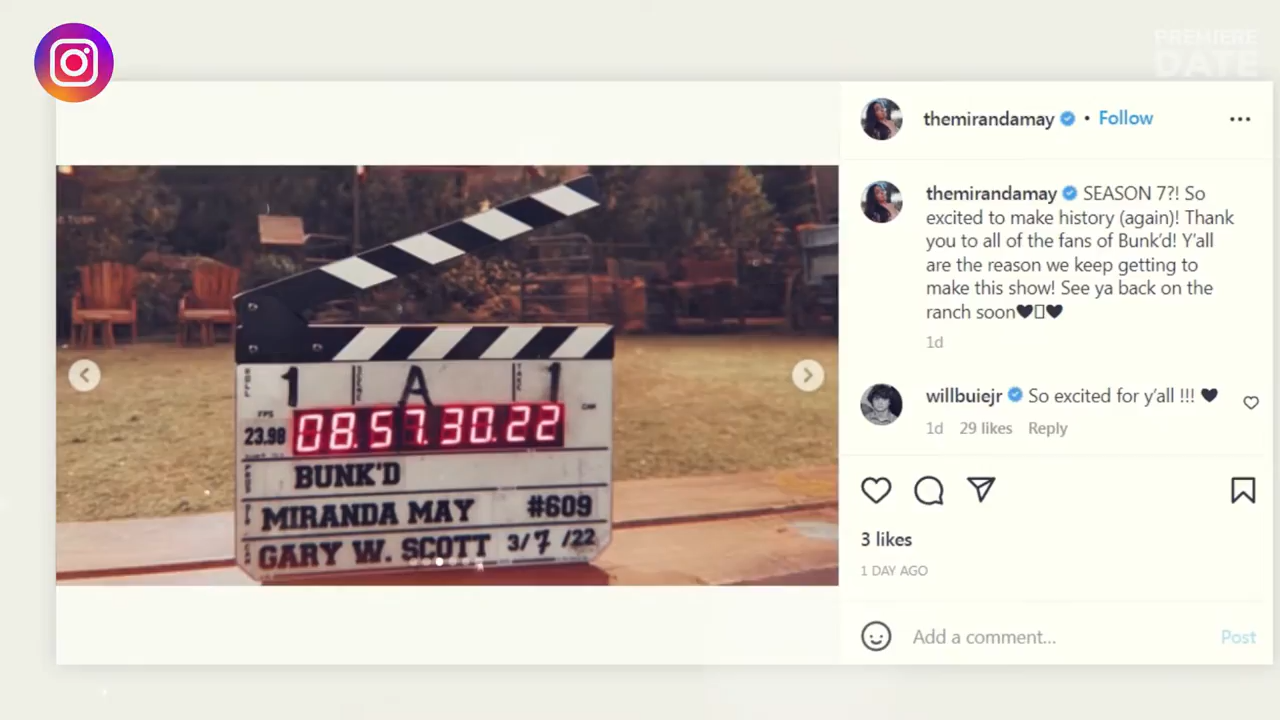 PREMIERE
DATE
themirandamay • Follow
themirandamay SEASON 7?! So
excited to make history (again)! Thank
you to all of the fans of Bunk'd! Y'all
are the reason we keep getting to
make this show! See ya back on the
ranch soon🖤▯🖤
1d
willbuiejr So excited for y'all !!! 🖤
1d 29 likes Reply
3 likes
1 DAY AGO
Add a comment... Post
1 A 1
FPS
23.98 08.57.30.22
BUNK'D
MIRANDA MAY #609
GARY W. SCOTT 3/7/22